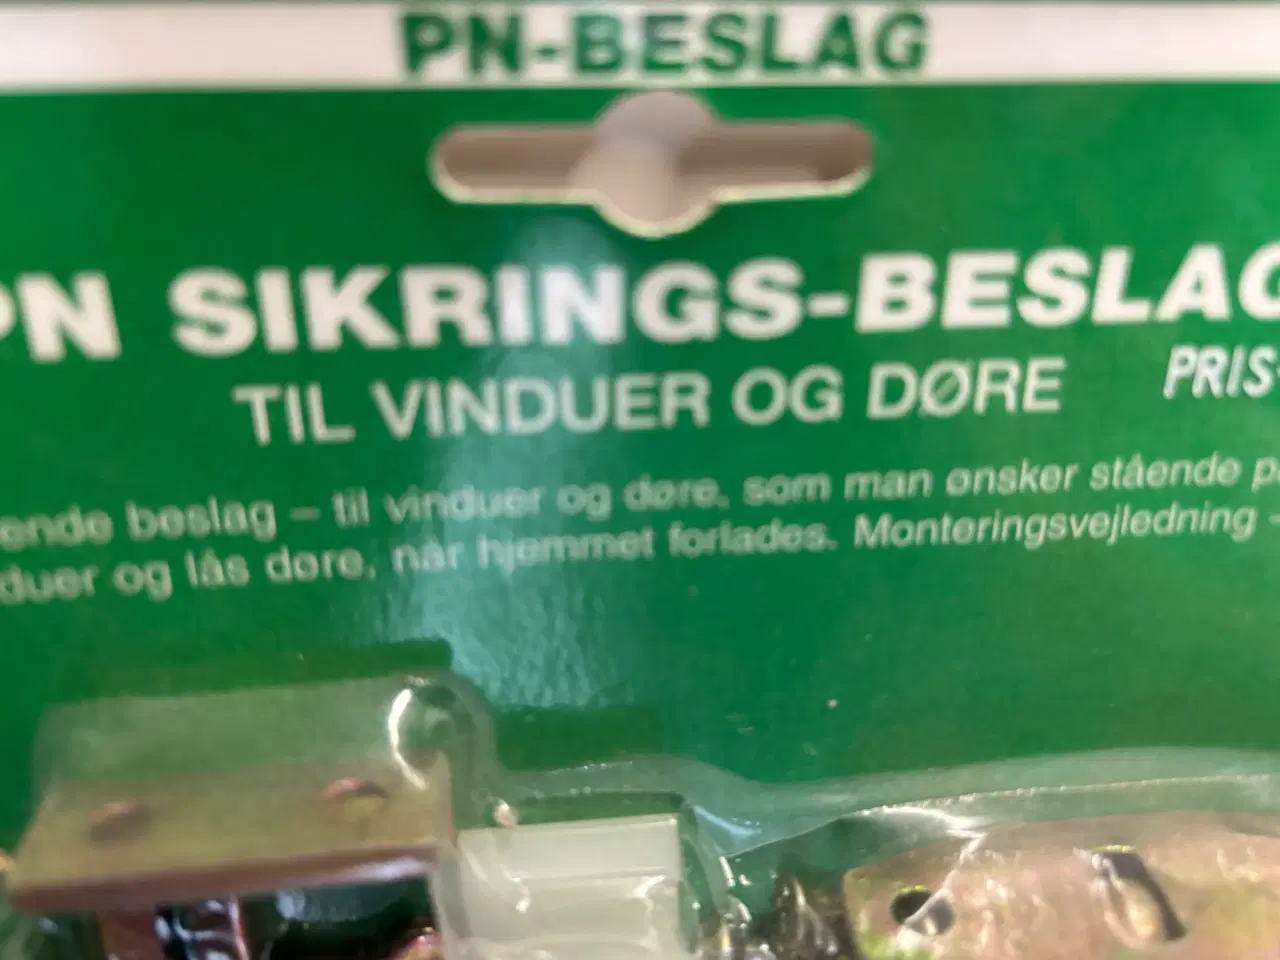 PN-BESLAG
PN SIKRINGS-BESLAG
TIL VINDUER OG DØRE
PRIS-
ende beslag – til vinduer og døre, som man ønsker stående p
duer og lås døre, når hjemmet forlades. Monteringsvejledning -